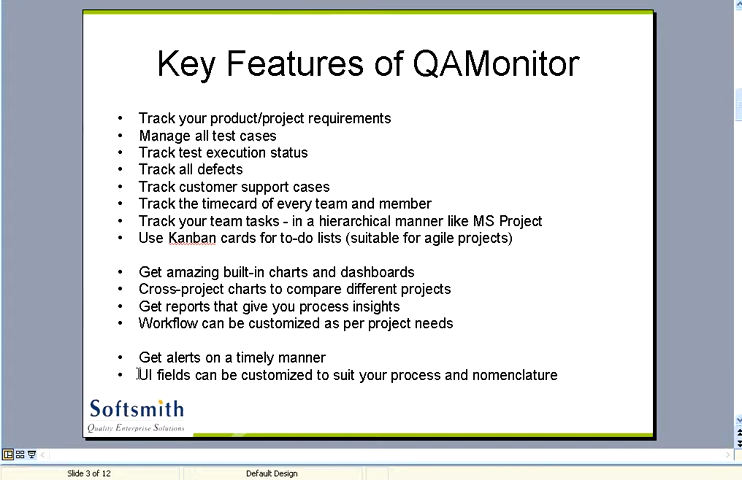 Key Features of QAMonitor
• Track your product/project requirements
• Manage all test cases
• Track test execution status
• Track all defects
• Track customer support cases
• Track the timecard of every team and member
• Track your team tasks - in a hierarchical manner like MS Project
• Use Kanban cards for to-do lists (suitable for agile projects)
• Get amazing built-in charts and dashboards
• Cross-project charts to compare different projects
• Get reports that give you process insights
• Workflow can be customized as per project needs
• Get alerts on a timely manner
• UI fields can be customized to suit your process and nomenclature
Softsmith
Quality Enterprise Solutions
Slide 3 of 12
Default Design